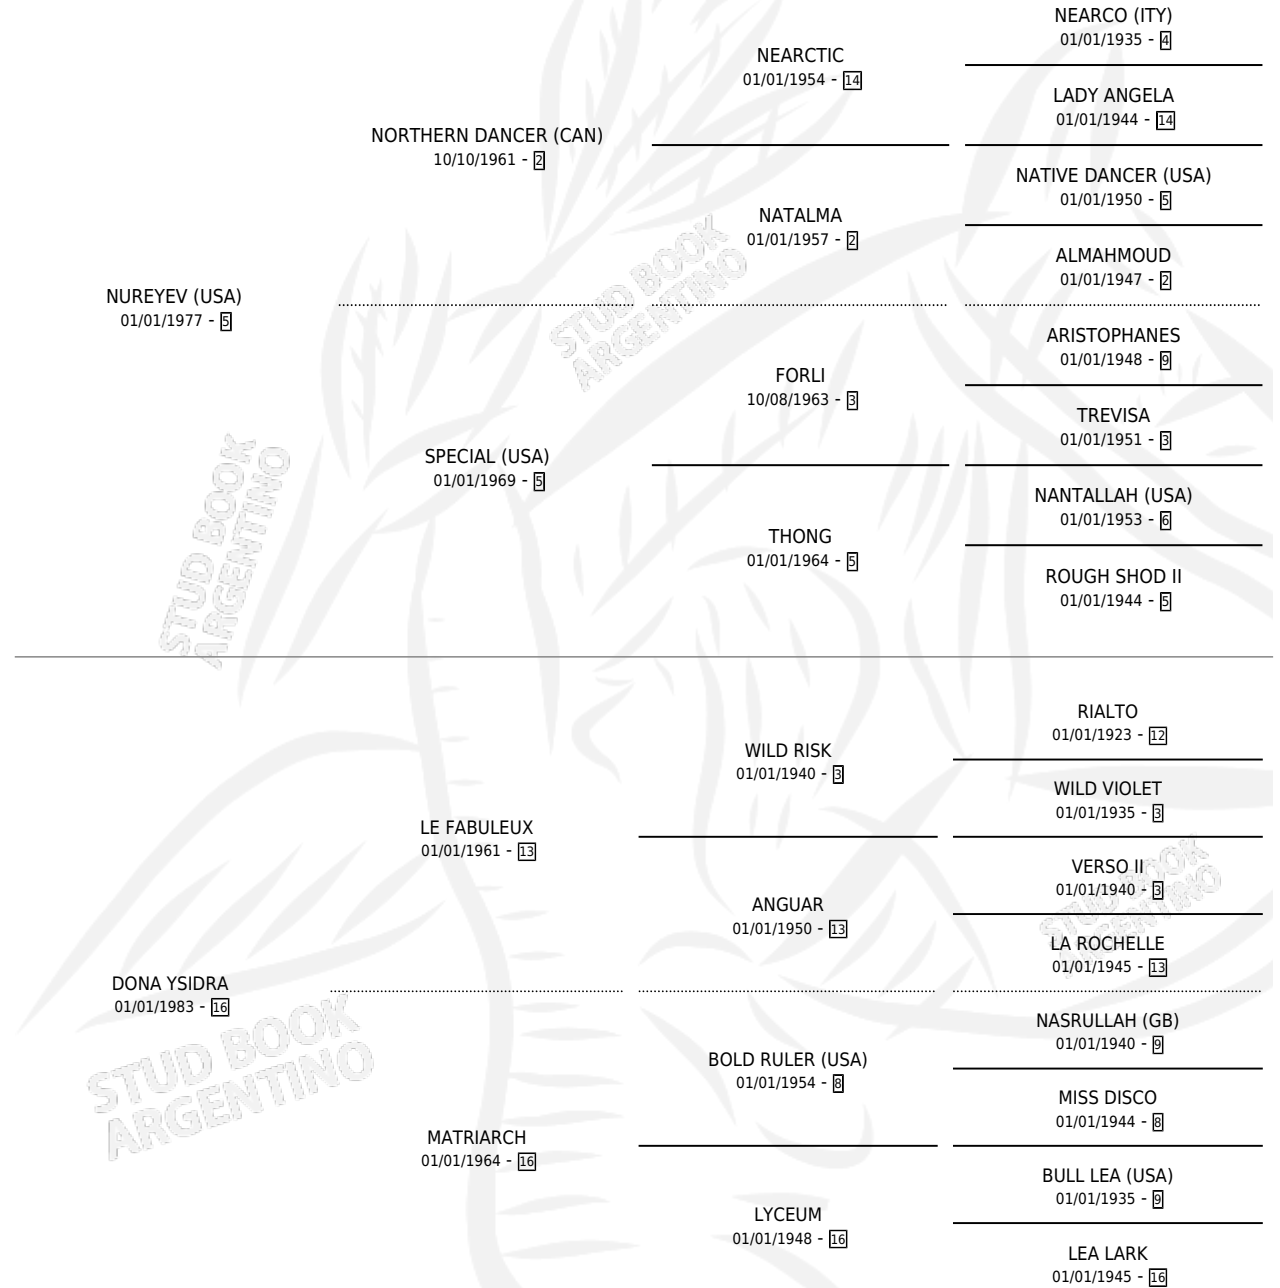 NEARCO (ITY)
01/01/1935 - 4
NEARCTIC
01/01/1954 - 14
LADY ANGELA
01/01/1944 - 14
NORTHERN DANCER (CAN)
10/10/1961 - 2
NATIVE DANCER (USA)
01/01/1950 - 5
NATALMA
01/01/1957 - 2
ALMAHMOUD
01/01/1947 - 2
NUREYEV (USA)
01/01/1977 - 5
STUD BOOK
ARGENTINO
ARISTOPHANES
01/01/1948 - 9
FORLI
10/08/1963 - 3
TREVISA
01/01/1951 - 3
SPECIAL (USA)
01/01/1969 - 5
NANTALLAH (USA)
01/01/1953 - 6
THONG
01/01/1964 - 5
ROUGH SHOD II
01/01/1944 - 5
STUD BOOK
ARGENTINO
RIALTO
01/01/1923 - 12
WILD RISK
01/01/1940 - 3
WILD VIOLET
01/01/1935 - 3
LE FABULEUX
01/01/1961 - 13
VERSO II
01/01/1940 - 3
ANGUAR
01/01/1950 - 13
LA ROCHELLE
01/01/1945 - 13
STUD BOOK
ARGENTINO
DONA YSIDRA
01/01/1983 - 16
NASRULLAH (GB)
01/01/1940 - 9
BOLD RULER (USA)
01/01/1954 - 8
MISS DISCO
01/01/1944 - 8
STUD BOOK
ARGENTINO
MATRIARCH
01/01/1964 - 16
BULL LEA (USA)
01/01/1935 - 9
LYCEUM
01/01/1948 - 16
LEA LARK
01/01/1945 - 16